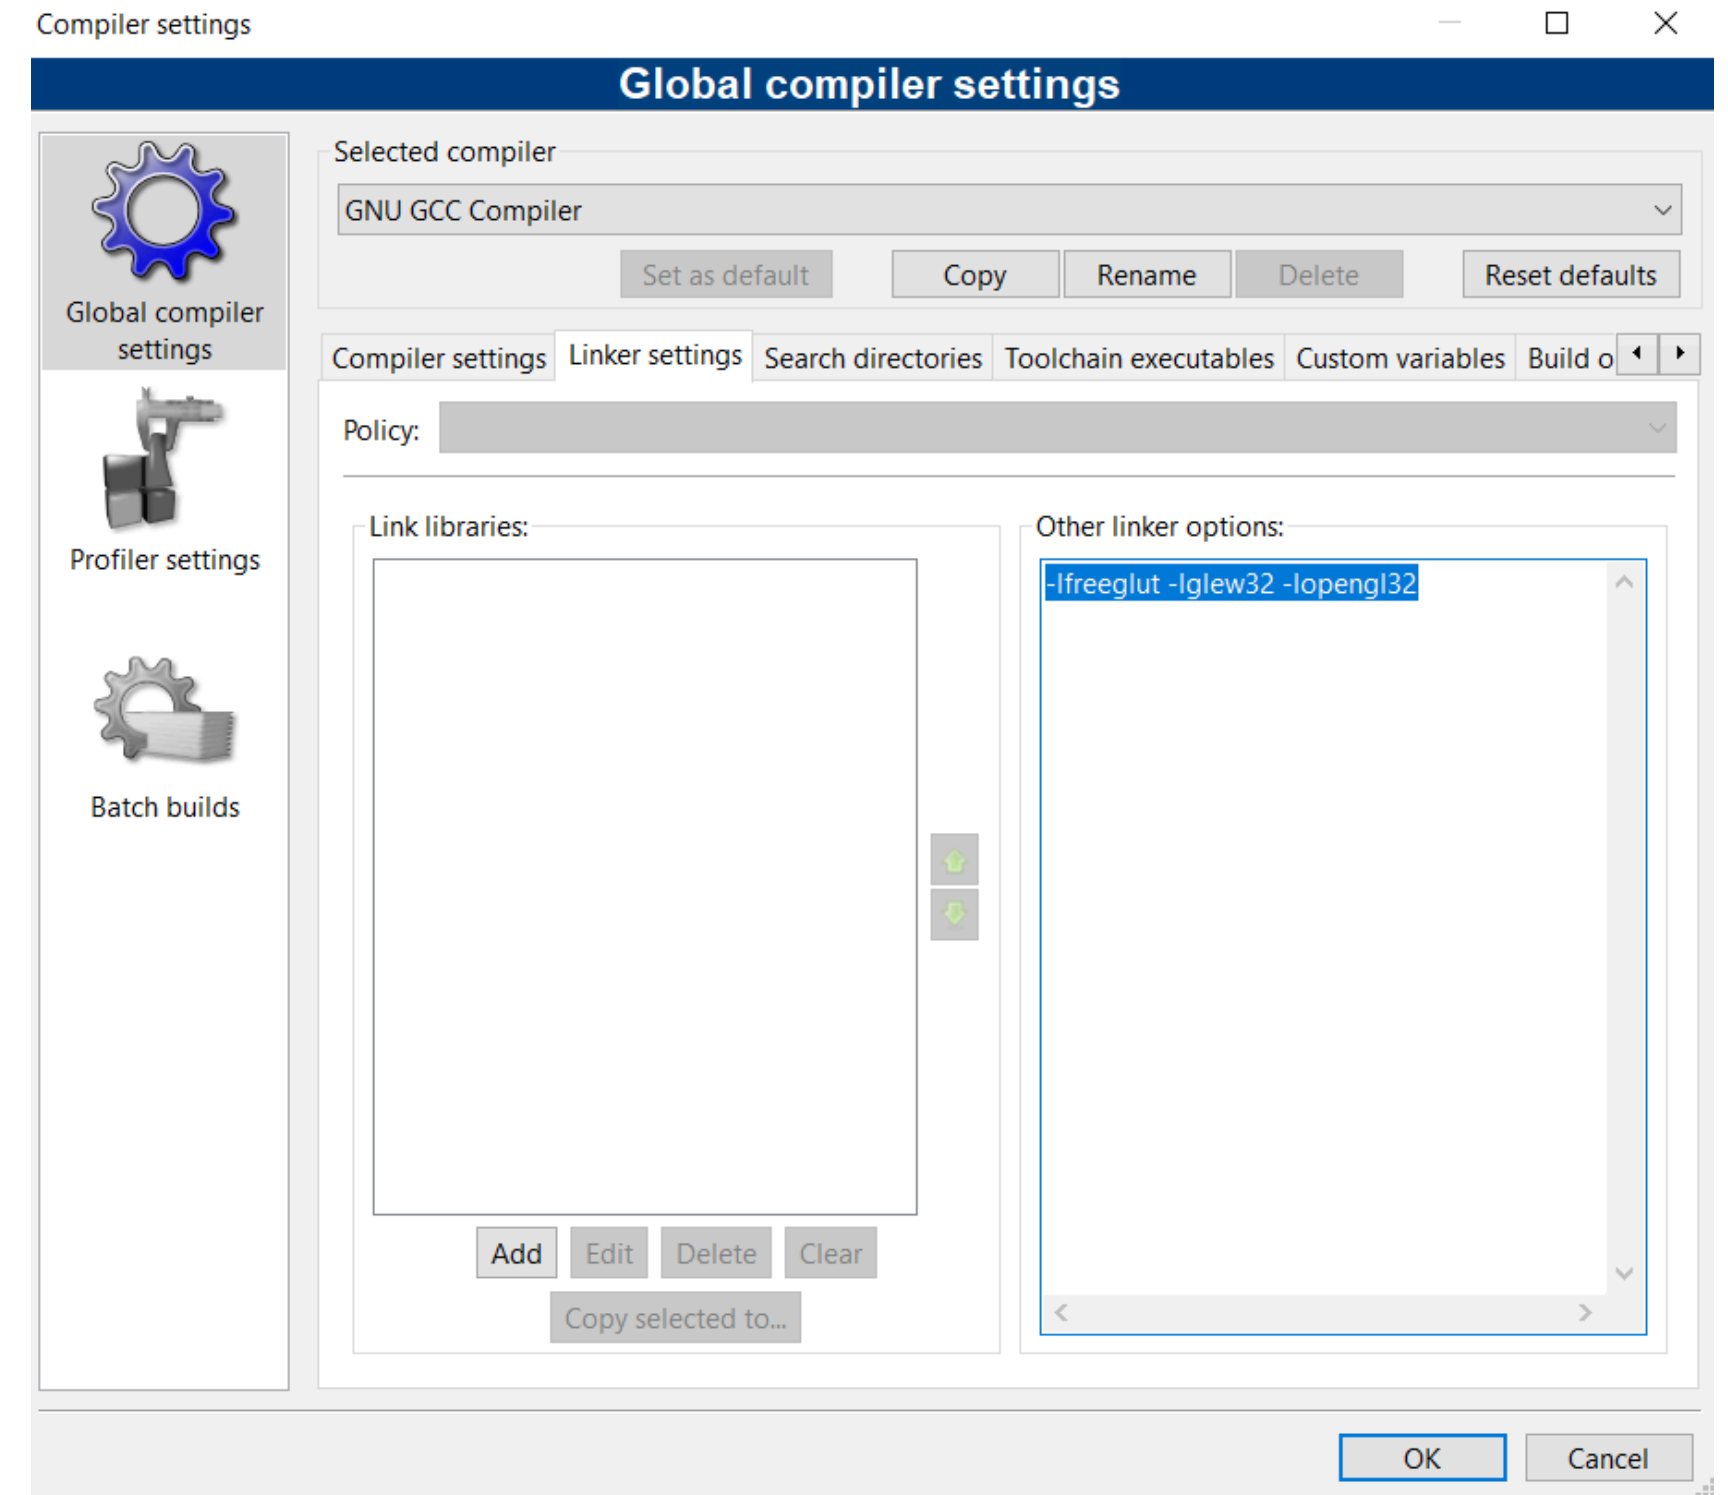 Compiler settings
Global compiler settings
Global compiler
settings
Profiler settings
Batch builds
Selected compiler
GNU GCC Compiler
Set as default
Copy
Rename
Delete
Reset defaults
Compiler settings
Linker settings
Search directories
Toolchain executables
Custom variables
Build o
Policy:
Link libraries:
Add
Edit
Delete
Clear
Copy selected to...
Other linker options:
-lfreeglut -lglew32 -lopengl32
OK
Cancel